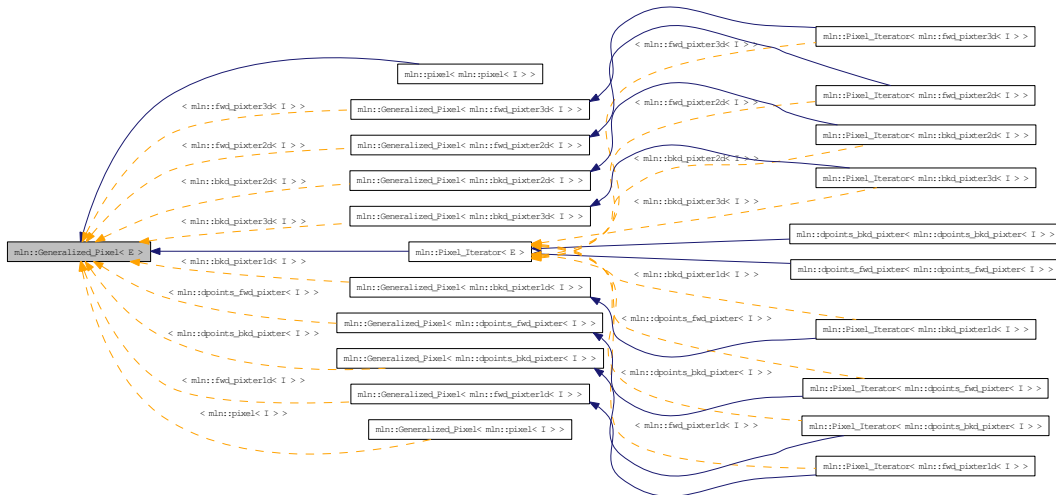 mln::Generalized_Pixel< E >
mln::pixel< mln::pixel< I > >
mln::Generalized_Pixel< mln::fwd_pixter3d< I > >
mln::Generalized_Pixel< mln::fwd_pixter2d< I > >
mln::Generalized_Pixel< mln::bkd_pixter2d< I > >
mln::Generalized_Pixel< mln::bkd_pixter3d< I > >
mln::Pixel_Iterator< E >
mln::Generalized_Pixel< mln::bkd_pixter1d< I > >
mln::Generalized_Pixel< mln::dpoints_fwd_pixter< I > >
mln::Generalized_Pixel< mln::dpoints_bkd_pixter< I > >
mln::Generalized_Pixel< mln::fwd_pixter1d< I > >
mln::Generalized_Pixel< mln::pixel< I > >
< mln::fwd_pixter3d< I > >
< mln::fwd_pixter2d< I > >
< mln::bkd_pixter2d< I > >
< mln::bkd_pixter3d< I > >
< mln::bkd_pixter1d< I > >
< mln::dpoints_fwd_pixter< I > >
< mln::dpoints_bkd_pixter< I > >
< mln::fwd_pixter1d< I > >
< mln::pixel< I > >
< mln::fwd_pixter3d< I > >
< mln::fwd_pixter2d< I > >
< mln::bkd_pixter2d< I > >
< mln::bkd_pixter3d< I > >
< mln::bkd_pixter1d< I > >
< mln::dpoints_fwd_pixter< I > >
< mln::dpoints_bkd_pixter< I > >
< mln::fwd_pixter1d< I > >
mln::Pixel_Iterator< mln::fwd_pixter3d< I > >
mln::Pixel_Iterator< mln::fwd_pixter2d< I > >
mln::Pixel_Iterator< mln::bkd_pixter2d< I > >
mln::Pixel_Iterator< mln::bkd_pixter3d< I > >
mln::dpoints_bkd_pixter< mln::dpoints_bkd_pixter< I > >
mln::dpoints_fwd_pixter< mln::dpoints_fwd_pixter< I > >
mln::Pixel_Iterator< mln::bkd_pixter1d< I > >
mln::Pixel_Iterator< mln::dpoints_fwd_pixter< I > >
mln::Pixel_Iterator< mln::dpoints_bkd_pixter< I > >
mln::Pixel_Iterator< mln::fwd_pixter1d< I > >